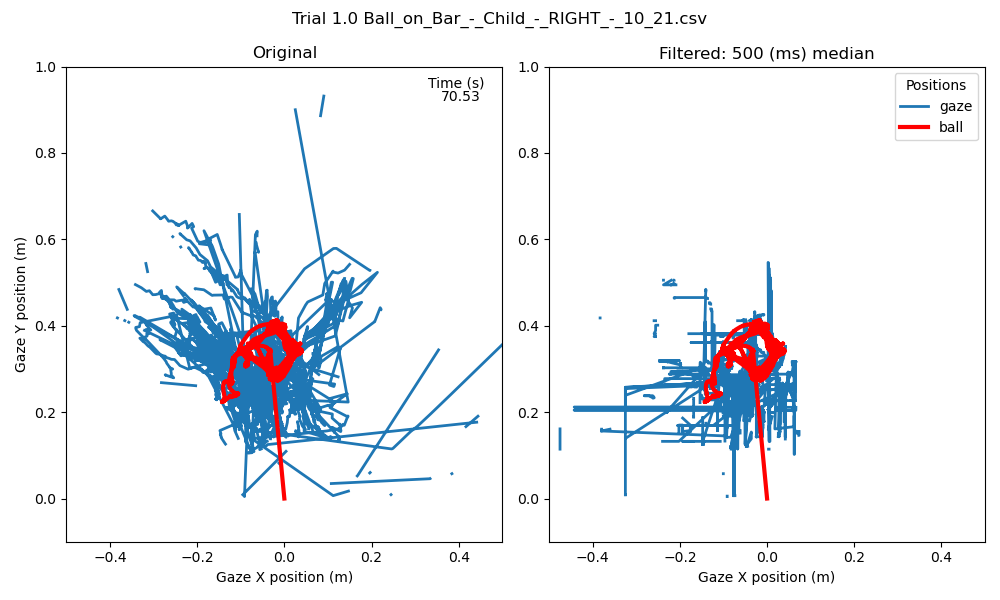 Trial 1.0 Ball_on_Bar_-_Child_-_RIGHT_-_10_21.csv
Original
Time (s)
70.53
1.0
0.8
0.6
0.4
0.2
0.0
Gaze Y position (m)
−0.4
−0.2
0.0
0.2
0.4
Gaze X position (m)
Filtered: 500 (ms) median
Positions
gaze
ball
1.0
0.8
0.6
0.4
0.2
0.0
−0.4
−0.2
0.0
0.2
0.4
Gaze X position (m)